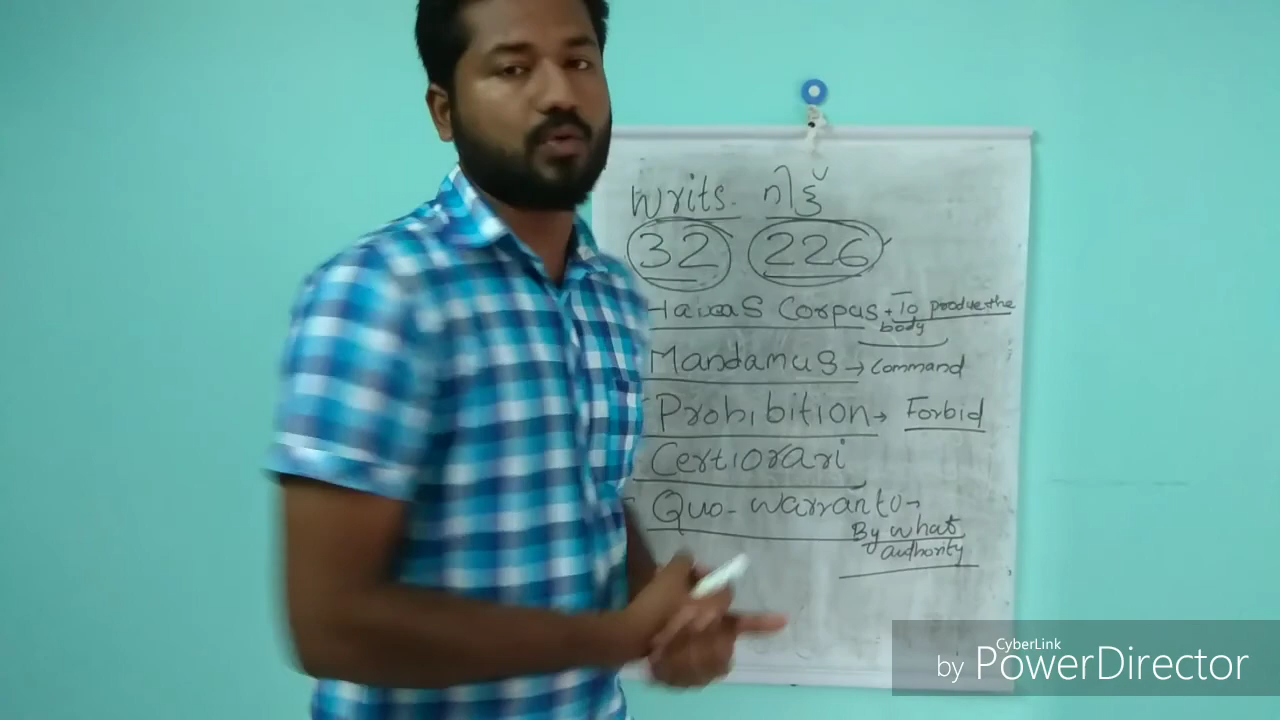 Writs. റിട്ട്
32 226
Habeas Corpus → To produce the
body
Mandamus → Command
Prohibition → Forbid
Certiorari
Quo-warranto →
By what
authority
CyberLink
by PowerDirector